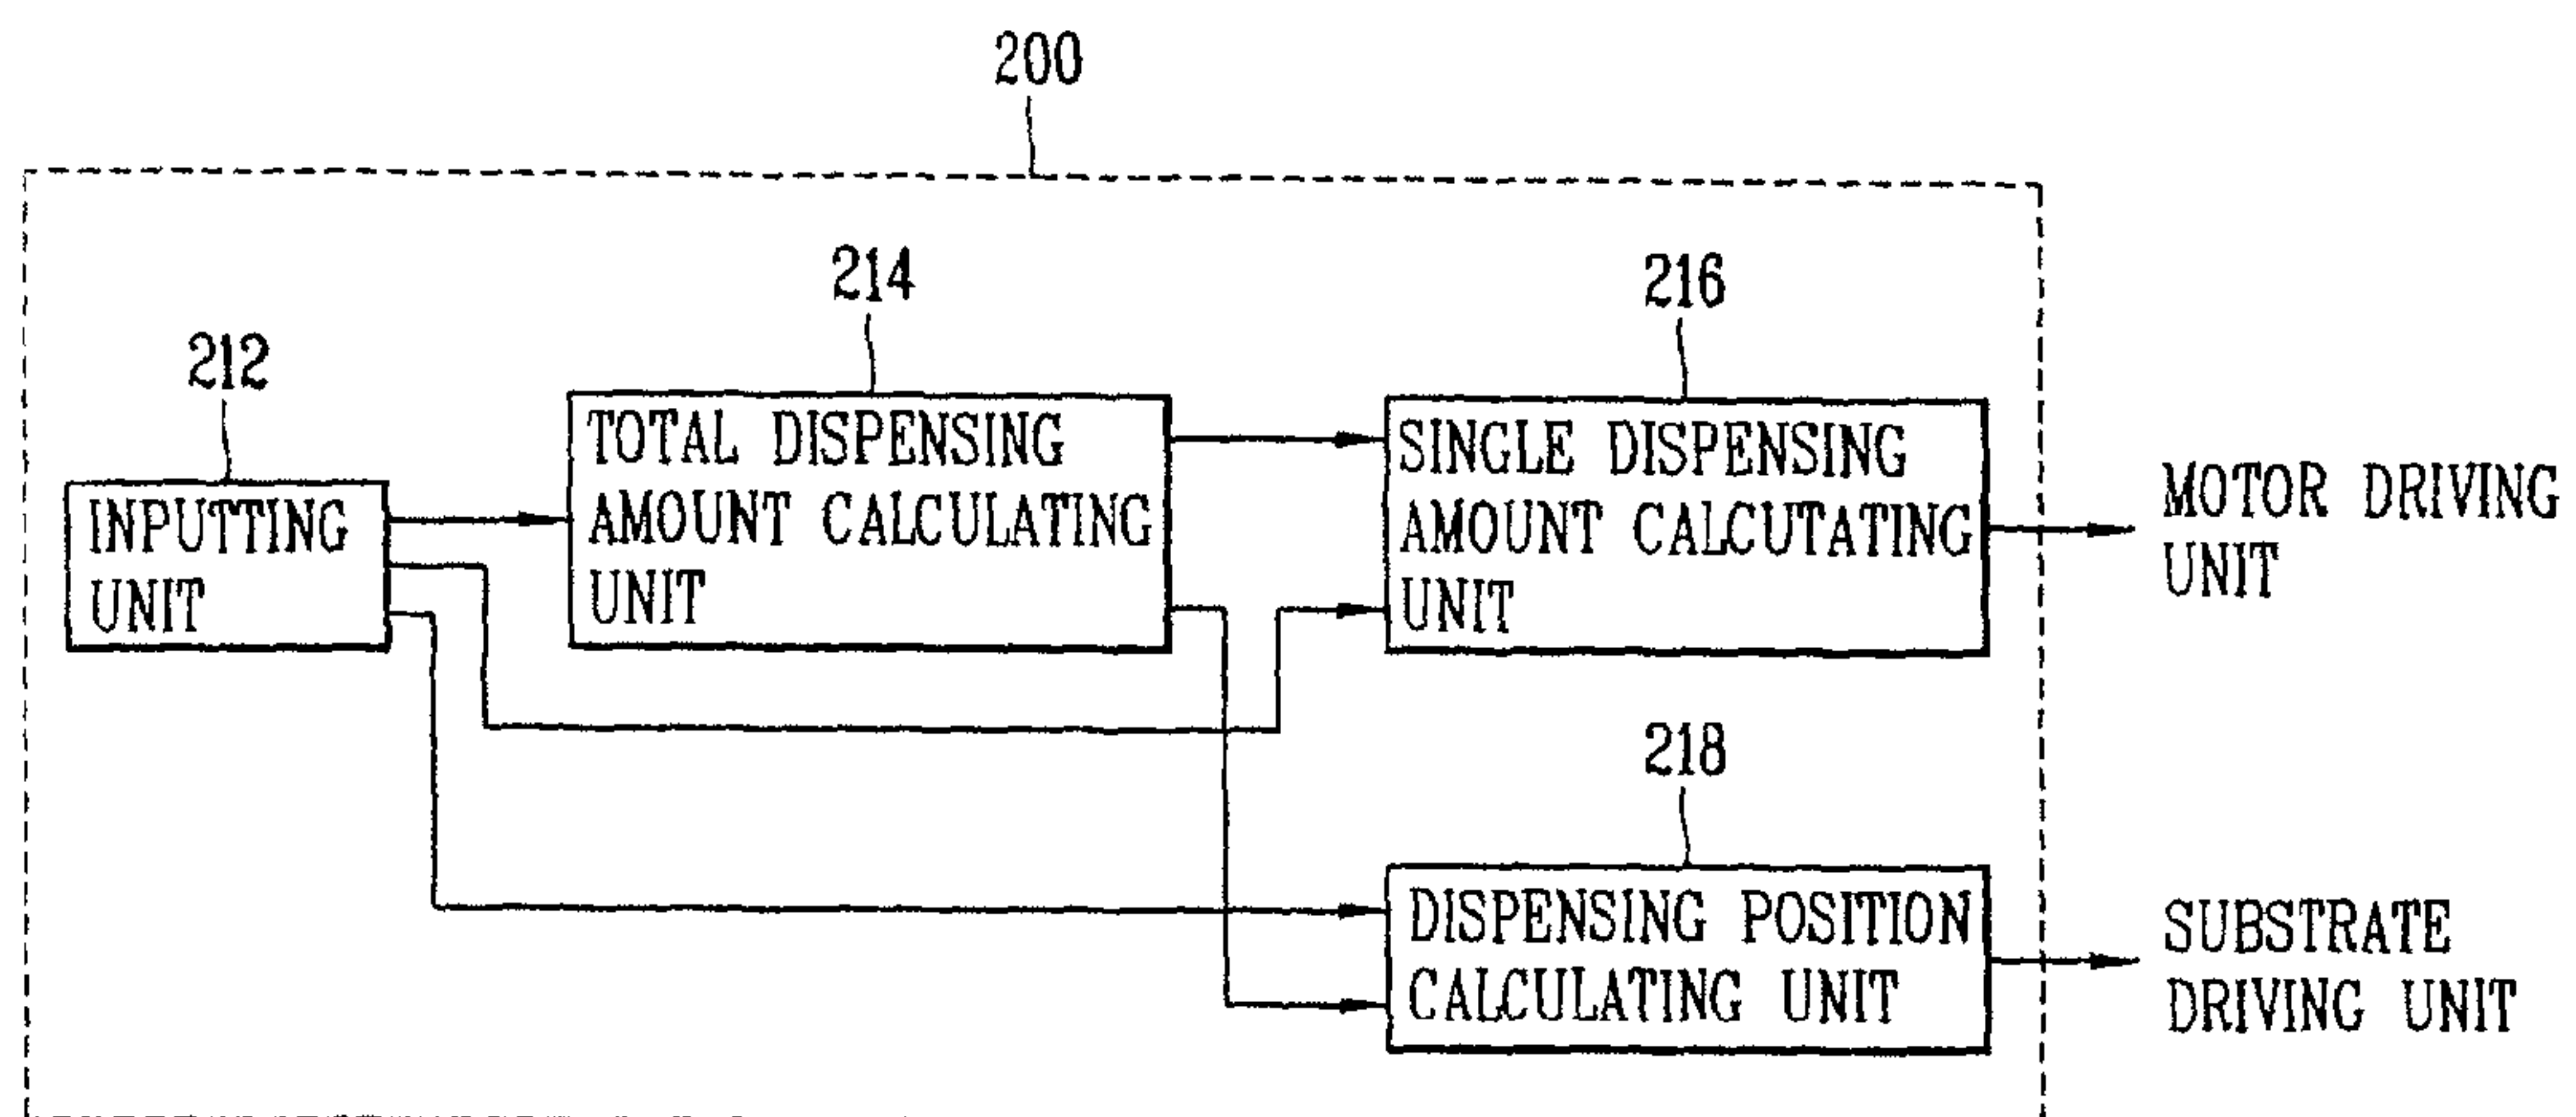 200
214
216
212
TOTAL DISPENSING
AMOUNT CALCULATING
UNIT
SINGLE DISPENSING
AMOUNT CALCUTATING
UNIT
INPUTTING
UNIT
MOTOR DRIVING
UNIT
218
DISPENSING POSITION
CALCULATING UNIT
SUBSTRATE
DRIVING UNIT